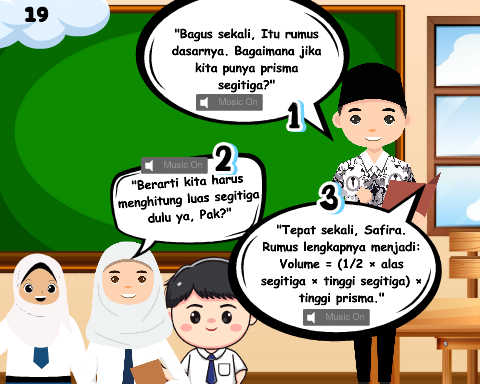 19
"Bagus sekali, Itu rumus
dasarnya. Bagaimana jika
kita punya prisma
segitiga?"
Music On
1
Music On
2
"Berarti kita harus
menghitung luas segitiga
dulu ya, Pak?"
3
"Tepat sekali, Safira.
Rumus lengkapnya menjadi:
Volume = (1/2 × alas
segitiga × tinggi segitiga) ×
tinggi prisma."
Music On